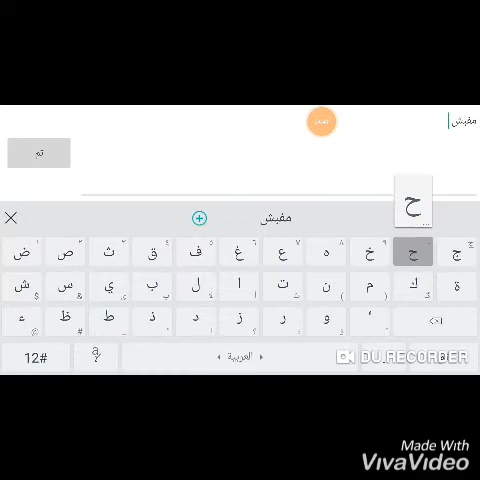 مفبش
تم
ح
مفبش
ض ص ث ق ف غ ع ه خ ح ج
ش س ي ب ل ا ت ن م ك ة
ء ظ ط ذ د ز ر و ،
12# العربية
DU RECORDER
Made With
VivaVideo